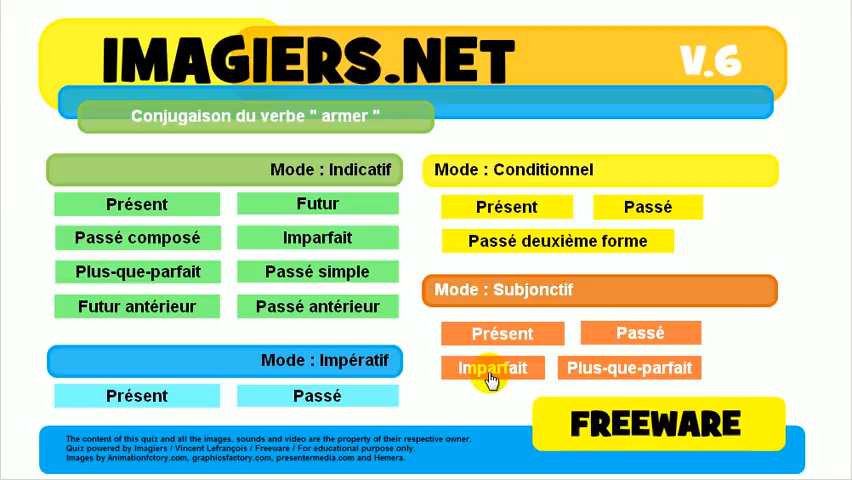 IMAGIERS.NET
V.6
Conjugaison du verbe " armer "
Mode : Indicatif
Présent
Futur
Passé composé
Imparfait
Plus-que-parfait
Passé simple
Futur antérieur
Passé antérieur
Mode : Impératif
Présent
Passé
Mode : Conditionnel
Présent
Passé
Passé deuxième forme
Mode : Subjonctif
Présent
Passé
Imparfait
Plus-que-parfait
FREEWARE
The content of this quiz and all the images, sounds and video are the property of their respective owner.
Quiz powered by Imagiers / Vincent Lefrançois / Freeware / For educational purpose only.
Images by Animationfctory.com, graphicsfactory.com, presentermedia.com and Hemera.